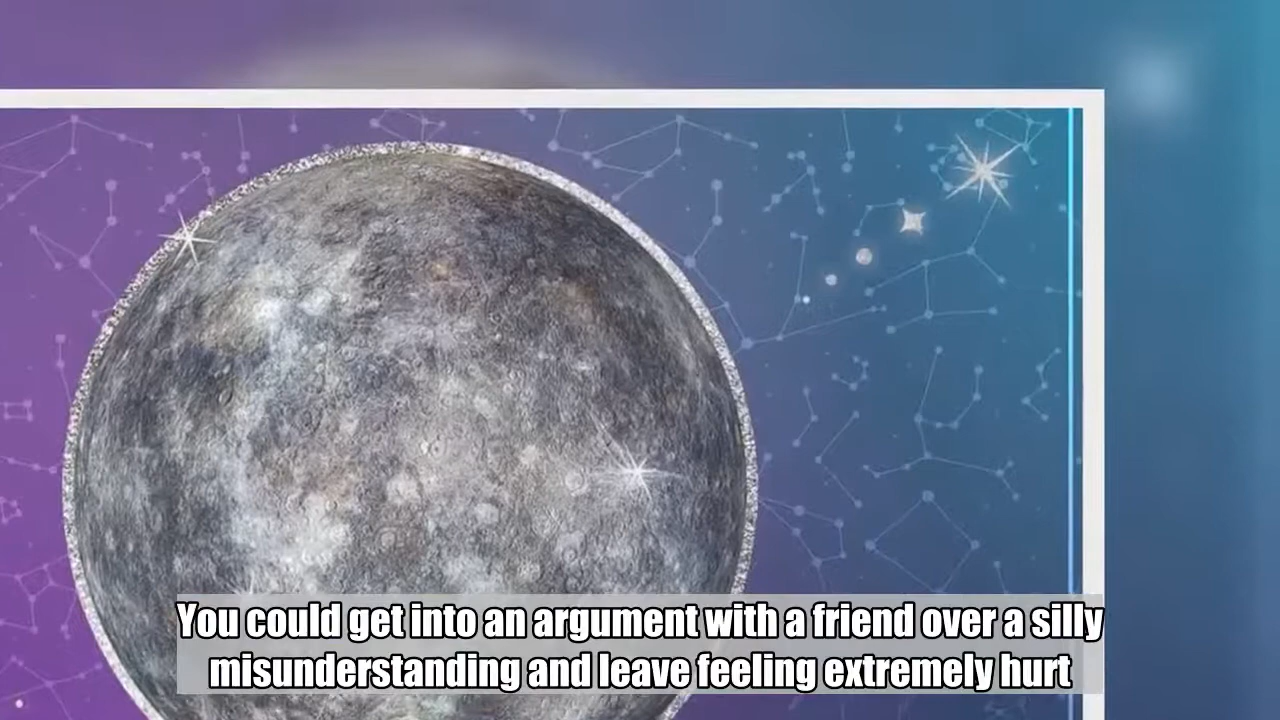 You could get into an argument with a friend over a silly
misunderstanding and leave feeling extremely hurt